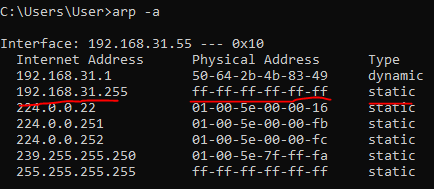 C:\Users\User>arp -a
Interface: 192.168.31.55 --- 0x10
Internet Address Physical Address Type
192.168.31.1 50-64-2b-4b-83-49 dynamic
192.168.31.255 ff-ff-ff-ff-ff-ff static
224.0.0.22 01-00-5e-00-00-16 static
224.0.0.251 01-00-5e-00-00-fb static
224.0.0.252 01-00-5e-00-00-fc static
239.255.255.250 01-00-5e-7f-ff-fa static
255.255.255.255 ff-ff-ff-ff-ff-ff static